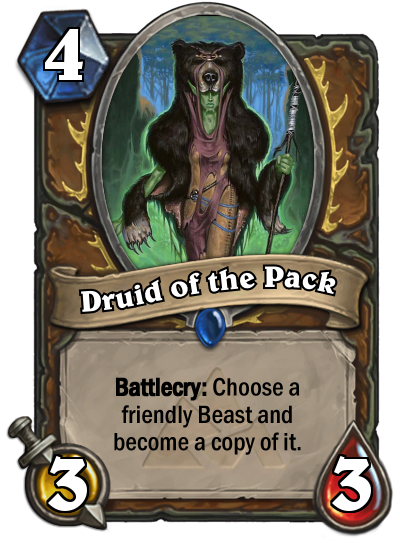 4
Druid of the Pack
Battlecry: Choose a
friendly Beast and
become a copy of it.
3
3